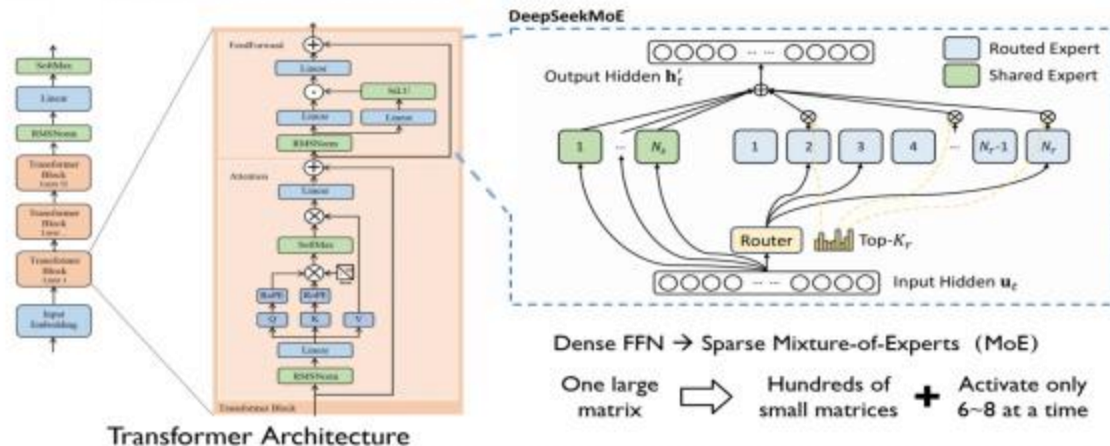 SoftMax
Linear
RMSNorm
Transformer
Block
Transformer
Block
Transformer
Block
Input
Embedding
FeedForward
Linear
SiLU
Linear
Linear
RMSNorm
Attention
Linear
SoftMax
RoPE
RoPE
Q
K
V
Linear
RMSNorm
Transformer Block
Transformer Architecture
DeepSeekMoE
Routed Expert
Shared Expert
Output Hidden h′ₜ
1
...
Nₛ
1
2
3
4
...
Nᵣ-1
Nᵣ
Router
Top-Kᵣ
Input Hidden uₜ
Dense FFN → Sparse Mixture-of-Experts (MoE)
One large
matrix
Hundreds of
small matrices
+
Activate only
6~8 at a time